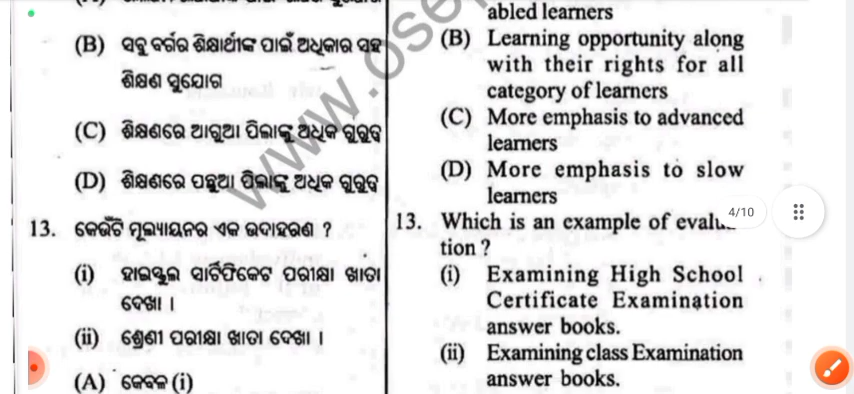 (B) ସବୁ ବର୍ଗର ଶିକ୍ଷାର୍ଥୀଙ୍କ ପାଇଁ ଅଧିକାର ସହ
ଶିକ୍ଷଣ ସୁଯୋଗ
(C) ଶିକ୍ଷଣରେ ଆଗୁଆ ପିଲାଙ୍କୁ ଅଧିକ ଗୁରୁତ୍ୱ
(D) ଶିକ୍ଷଣରେ ପଛୁଆ ପିଲାଙ୍କୁ ଅଧିକ ଗୁରୁତ୍ୱ
13. କେଉଁଟି ମୂଲ୍ୟାୟନର ଏକ ଉଦାହରଣ ?
(i) ହାଇସ୍କୁଲ ସାର୍ଟିଫିକେଟ ପରୀକ୍ଷା ଖାତା
ଦେଖା ।
(ii) ଶ୍ରେଣୀ ପରୀକ୍ଷା ଖାତା ଦେଖା ।
(A) କେବଳ (i)
abled learners
(B) Learning opportunity along
with their rights for all
category of learners
(C) More emphasis to advanced
learners
(D) More emphasis to slow
learners
13. Which is an example of
tion ?
(i) Examining High School
Certificate Examination
answer books.
(ii) Examining class Examination
answer books.
4/10